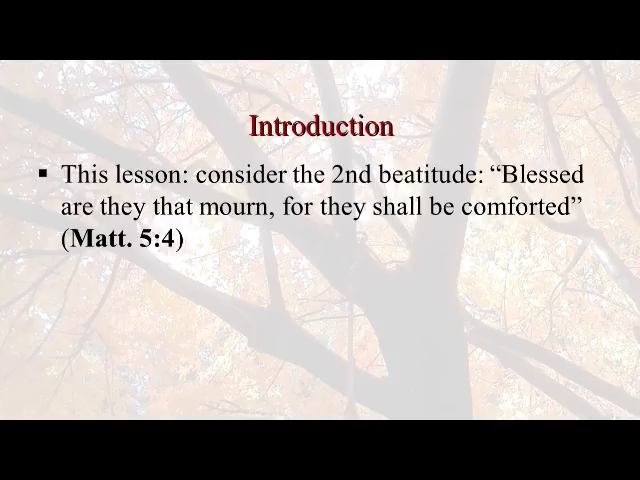 Introduction
▪ This lesson: consider the 2nd beatitude: “Blessed
are they that mourn, for they shall be comforted”
(Matt. 5:4)